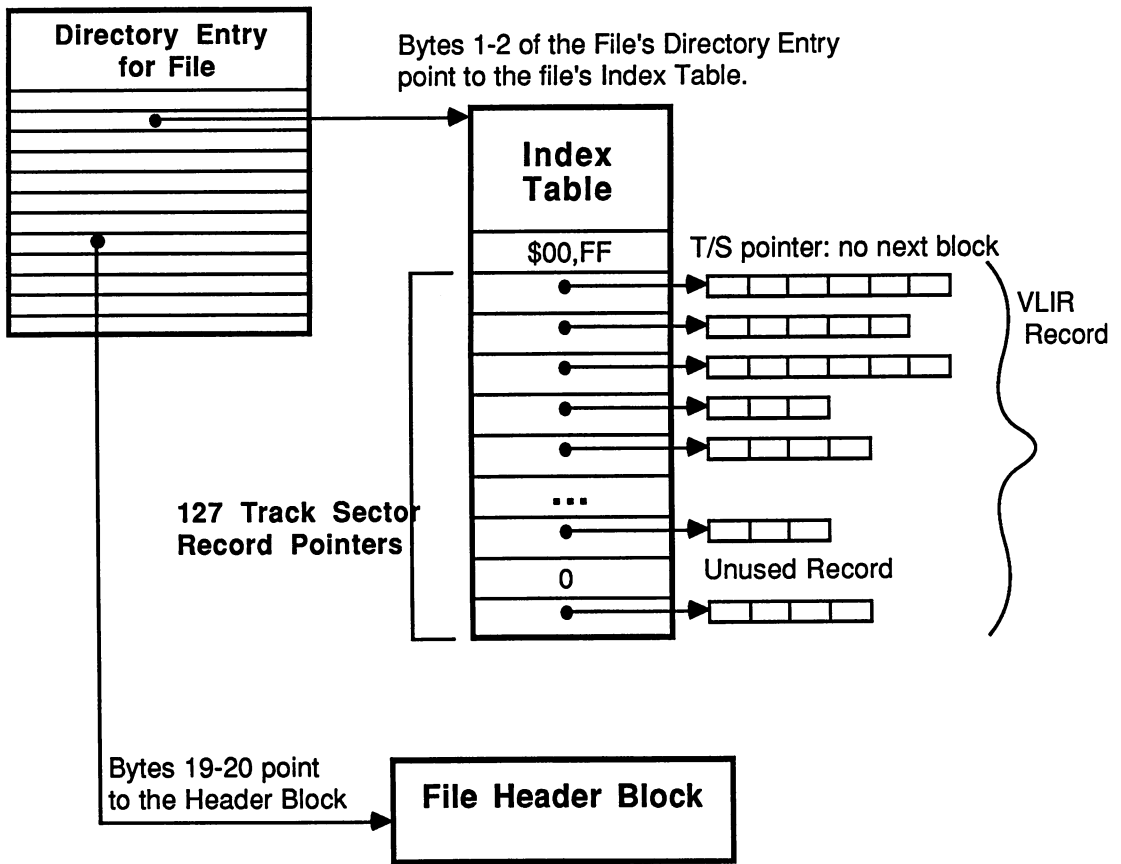 Directory Entry
for File
Bytes 1-2 of the File's Directory Entry
point to the file's Index Table.
Index
Table
$00,FF
T/S pointer: no next block
VLIR
Record
...
127 Track Sector
Record Pointers
0
Unused Record
Bytes 19-20 point
to the Header Block
File Header Block